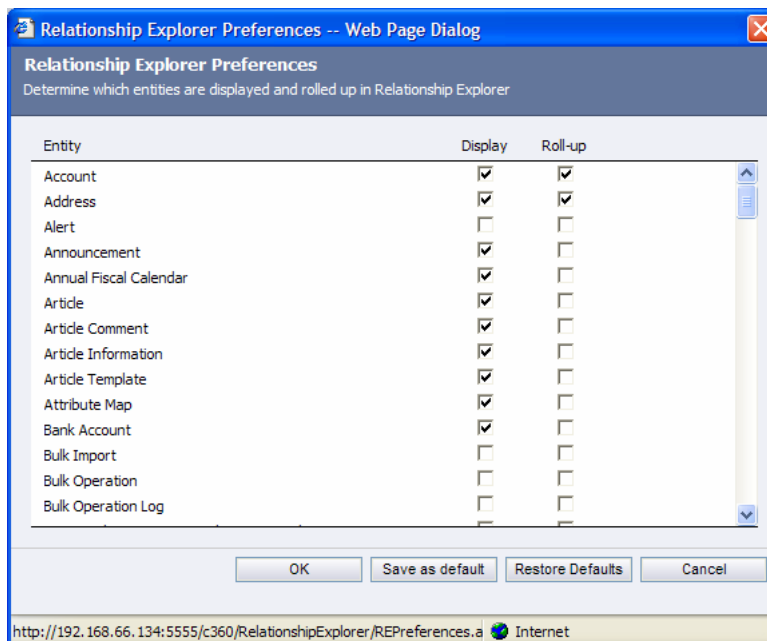 Relationship Explorer Preferences -- Web Page Dialog
Relationship Explorer Preferences
Determine which entities are displayed and rolled up in Relationship Explorer
Entity Display Roll-up
Account
Address
Alert
Announcement
Annual Fiscal Calendar
Article
Article Comment
Article Information
Article Template
Attribute Map
Bank Account
Bulk Import
Bulk Operation
Bulk Operation Log
OK Save as default Restore Defaults Cancel
http://192.168.66.134:5555/c360/RelationshipExplorer/REPreferences.a Internet